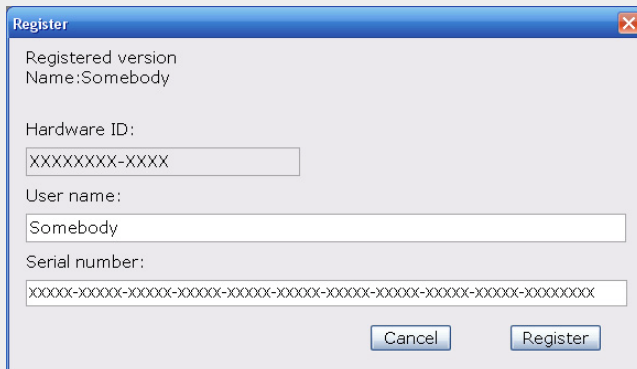 Register
Registered version
Name:Somebody
Hardware ID:
XXXXXXXX-XXXX
User name:
Somebody
Serial number:
XXXXX-XXXXX-XXXXX-XXXXX-XXXXX-XXXXX-XXXXX-XXXXX-XXXXX-XXXXX-XXXXXXXX
Cancel
Register